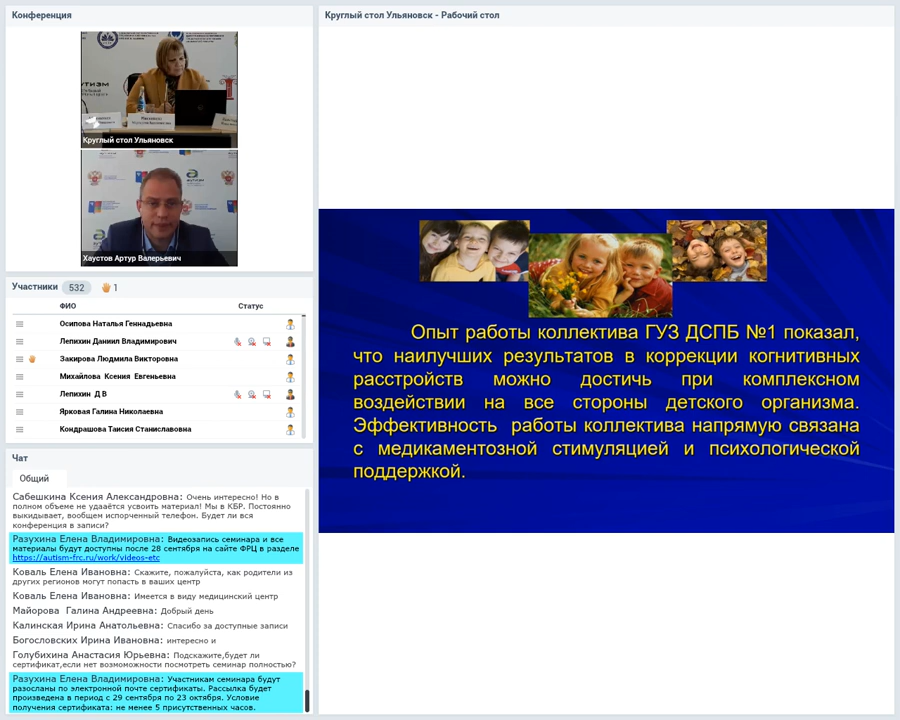 Конференция
Круглый стол Ульяновск - Рабочий стол
Круглый стол Ульяновск
АУТИЗМ
Хаустов Артур Валерьевич
Участники 532 1
ФИО Статус
Осипова Наталья Геннадьевна
Лепихин Даниил Владимирович
Закирова Людмила Викторовна
Михайлова Ксения Евгеньевна
Лепихин Д В
Ярковая Галина Николаевна
Кондрашова Таисия Станиславовна
Чат
Общий
Сабешкина Ксения Александровна: Очень интересно! Но в
полном объеме не удааётся усвоить материал! Мы в КБР. Постоянно
выкидывает, вообщем испорченный телефон. Будет ли вся
конференция в записи?
Разухина Елена Владимировна: Видеозапись семинара и все
материалы будут доступны после 28 сентября на сайте ФРЦ в разделе
https://autism-frc.ru/work/videos-etc
Коваль Елена Ивановна: Скажите, пожалуйста, как родители из
других регионов могут попасть в ваших центр
Коваль Елена Ивановна: Имеется в виду медицинский центр
Майорова Галина Андреевна: Добрый день
Калинская Ирина Анатольевна: Спасибо за доступные записи
Богословских Ирина Ивановна: интересно и
Голубихина Анастасия Юрьевна: Подскажите,будет ли
сертификат,если нет возмоможности посмотреть семинар полностью?
Разухина Елена Владимировна: Участникам семинара будут
разосланы по электронной почте сертификаты. Рассылка будет
произведена в период с 29 сентября по 23 октября. Условие
получения сертификата: не менее 5 присутственных часов.
Опыт работы коллектива ГУЗ ДСПБ №1 показал,
что наилучших результатов в коррекции когнитивных
расстройств можно достичь при комплексном
воздействии на все стороны детского организма.
Эффективность работы коллектива напрямую связана
с медикаментозной стимуляцией и психологической
поддержкой.